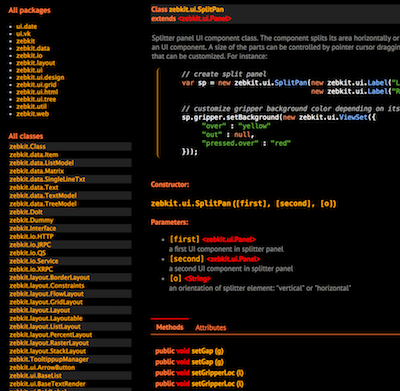 All packages
ui.date
ui.vk
zebkit
zebkit.data
zebkit.io
zebkit.layout
zebkit.ui
zebkit.ui.design
zebkit.ui.grid
zebkit.ui.html
zebkit.ui.tree
zebkit.util
zebkit.web
All classes
zebkit.Class
zebkit.data.Item
zebkit.data.ListModel
zebkit.data.Matrix
zebkit.data.SingleLineTxt
zebkit.data.Text
zebkit.data.TextModel
zebkit.data.TreeModel
zebkit.DoIt
zebkit.Dummy
zebkit.Interface
zebkit.io.HTTP
zebkit.io.JRPC
zebkit.io.QS
zebkit.io.Service
zebkit.io.XRPC
zebkit.layout.BorderLayout
zebkit.layout.Constraints
zebkit.layout.FlowLayout
zebkit.layout.GridLayout
zebkit.layout.Layout
zebkit.layout.Layoutable
zebkit.layout.ListLayout
zebkit.layout.PercentLayout
zebkit.layout.RasterLayout
zebkit.layout.StackLayout
zebkit.TooltippupManager
zebkit.ui.ArrowButton
zebkit.ui.BaseList
zebkit.ui.BaseTextRender
Class zebkit.ui.SplitPan
extends <zebkit.ui.Panel>
Splitter panel UI component class. The component splits its area horizontally or
an UI component. A size of the parts can be controlled by pointer cursor dragging
that can be customized. For instance:
// create split panel
var sp = new zebkit.ui.SplitPan(new zebkit.ui.Label("L
new zebkit.ui.Label("R
// customize gripper background color depending on its
sp.gripper.setBackground(new zebkit.ui.ViewSet({
"over" : "yellow"
"out" : null,
"pressed.over" : "red"
}));
Constructor:
zebkit.ui.SplitPan ([first], [second], [o])
Parameters:
[first] <zebkit.ui.Panel>
a first UI component in splitter panel
[second] <zebkit.ui.Panel>
a second UI component in splitter panel
[o] <String>
an orientation of splitter element: "vertical" or "horizontal"
Methods Attributes
public void setGap (g)
public void setGap (g)
public void setGripperLoc (l)
public void setGripperLoc (l)